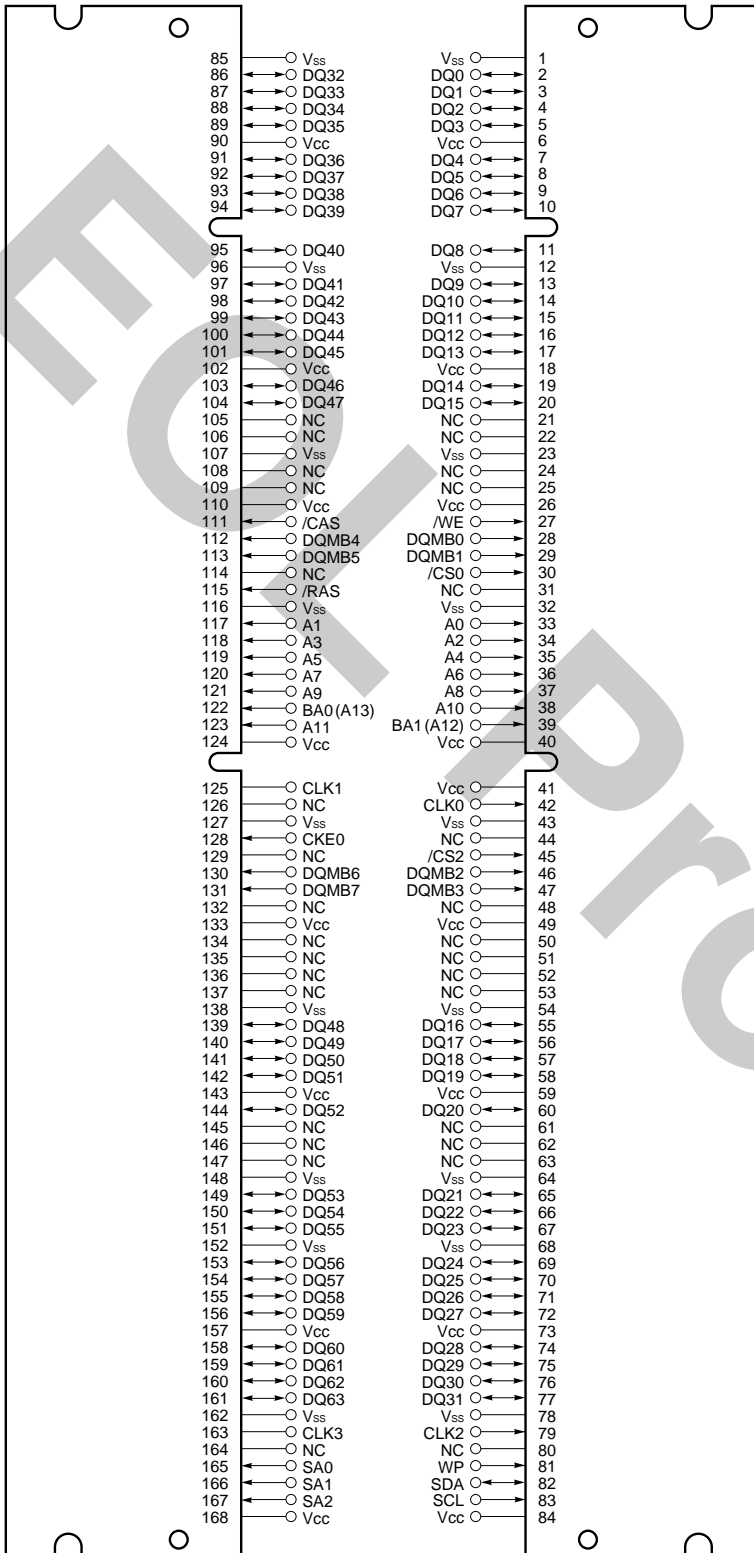 85 Vss Vss 1
86 DQ32 DQ0 2
87 DQ33 DQ1 3
88 DQ34 DQ2 4
89 DQ35 DQ3 5
90 Vcc Vcc 6
91 DQ36 DQ4 7
92 DQ37 DQ5 8
93 DQ38 DQ6 9
94 DQ39 DQ7 10
95 DQ40 DQ8 11
96 Vss Vss 12
97 DQ41 DQ9 13
98 DQ42 DQ10 14
99 DQ43 DQ11 15
100 DQ44 DQ12 16
101 DQ45 DQ13 17
102 Vcc Vcc 18
103 DQ46 DQ14 19
104 DQ47 DQ15 20
105 NC NC 21
106 NC NC 22
107 Vss Vss 23
108 NC NC 24
109 NC NC 25
110 Vcc Vcc 26
111 /CAS /WE 27
112 DQMB4 DQMB0 28
113 DQMB5 DQMB1 29
114 NC /CS0 30
115 /RAS NC 31
116 Vss Vss 32
117 A1 A0 33
118 A3 A2 34
119 A5 A4 35
120 A7 A6 36
121 A9 A8 37
122 BA0 (A13) A10 38
123 A11 BA1 (A12) 39
124 Vcc Vcc 40
125 CLK1 Vcc 41
126 NC CLK0 42
127 Vss Vss 43
128 CKE0 NC 44
129 NC /CS2 45
130 DQMB6 DQMB2 46
131 DQMB7 DQMB3 47
132 NC NC 48
133 Vcc Vcc 49
134 NC NC 50
135 NC NC 51
136 NC NC 52
137 NC NC 53
138 Vss Vss 54
139 DQ48 DQ16 55
140 DQ49 DQ17 56
141 DQ50 DQ18 57
142 DQ51 DQ19 58
143 Vcc Vcc 59
144 DQ52 DQ20 60
145 NC NC 61
146 NC NC 62
147 NC NC 63
148 Vss Vss 64
149 DQ53 DQ21 65
150 DQ54 DQ22 66
151 DQ55 DQ23 67
152 Vss Vss 68
153 DQ56 DQ24 69
154 DQ57 DQ25 70
155 DQ58 DQ26 71
156 DQ59 DQ27 72
157 Vcc Vcc 73
158 DQ60 DQ28 74
159 DQ61 DQ29 75
160 DQ62 DQ30 76
161 DQ63 DQ31 77
162 Vss Vss 78
163 CLK3 CLK2 79
164 NC NC 80
165 SA0 WP 81
166 SA1 SDA 82
167 SA2 SCL 83
168 Vcc Vcc 84
EOL Pro